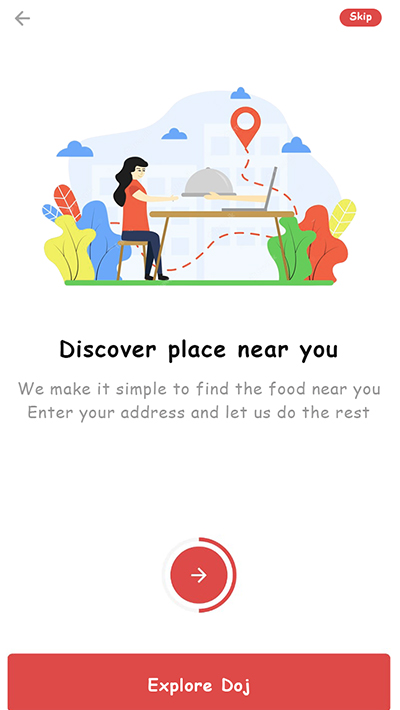 Skip
Discover place near you
We make it simple to find the food near you
Enter your address and let us do the rest
Explore Doj